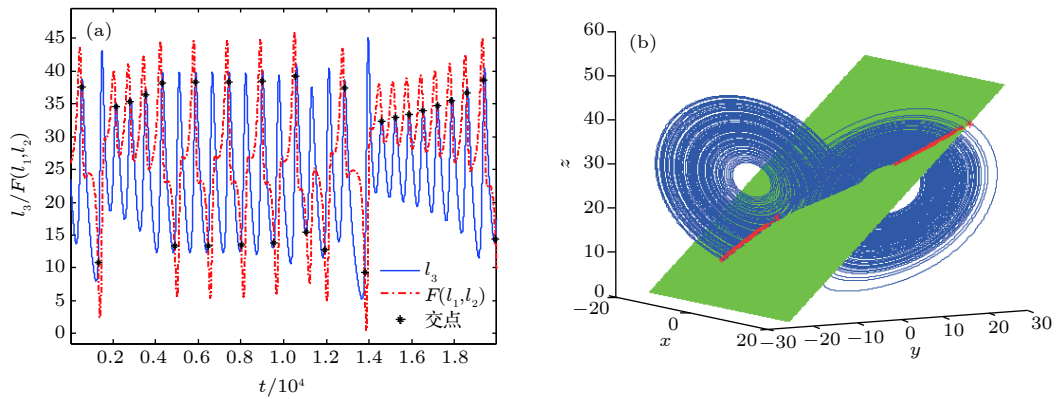 (a)
45
40
35
30
25
20
15
10
5
0
l₃/F(l₁,l₂)
l₃
F(l₁,l₂)
交点
0.2 0.4 0.6 0.8 1.0 1.2 1.4 1.6 1.8
t/10⁴
(b)
60
50
40
30
20
10
0
z
−20 0 20
x
−30 −20 −10 0 10 20 30
y